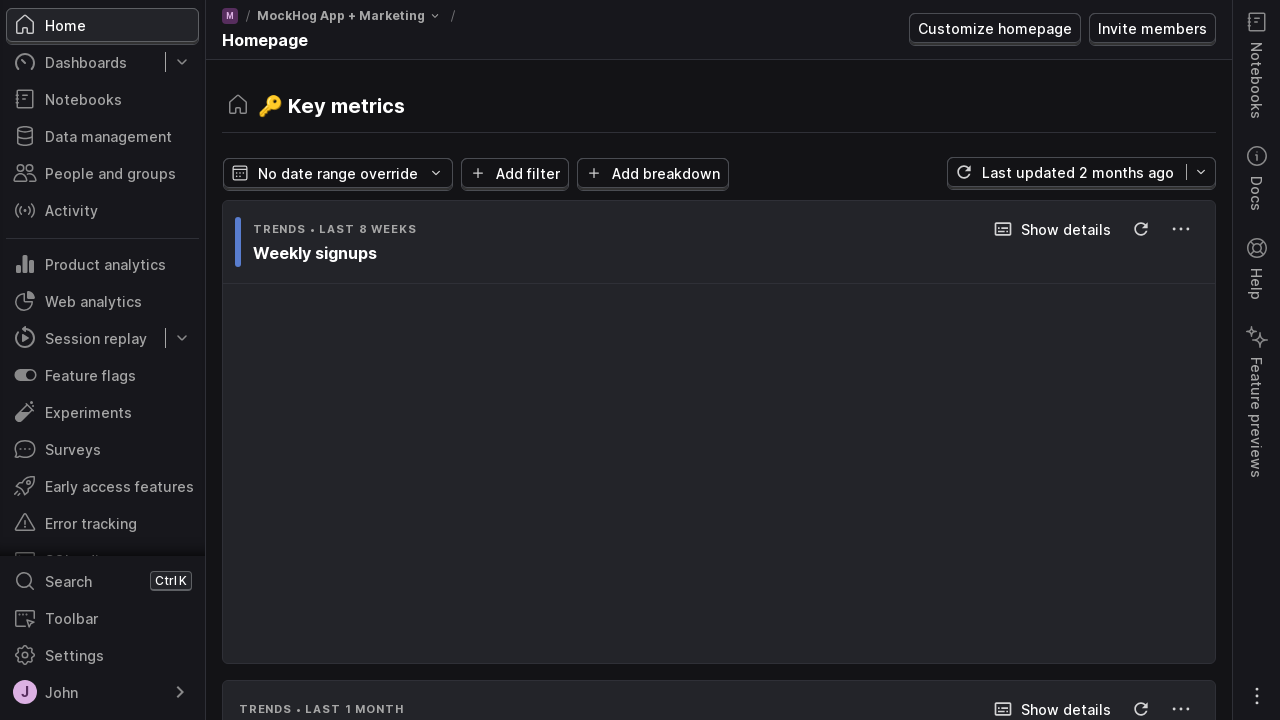 Home
Dashboards
Notebooks
Data management
People and groups
Activity
Product analytics
Web analytics
Session replay
Feature flags
Experiments
Surveys
Early access features
Error tracking
Search Ctrl K
Toolbar
Settings
J John
M / MockHog App + Marketing /
Homepage
Customize homepage
Invite members
🔑 Key metrics
No date range override
Add filter
Add breakdown
Last updated 2 months ago
TRENDS • LAST 8 WEEKS
Weekly signups
Show details
TRENDS • LAST 1 MONTH
Show details
Notebooks
Docs
Help
Feature previews